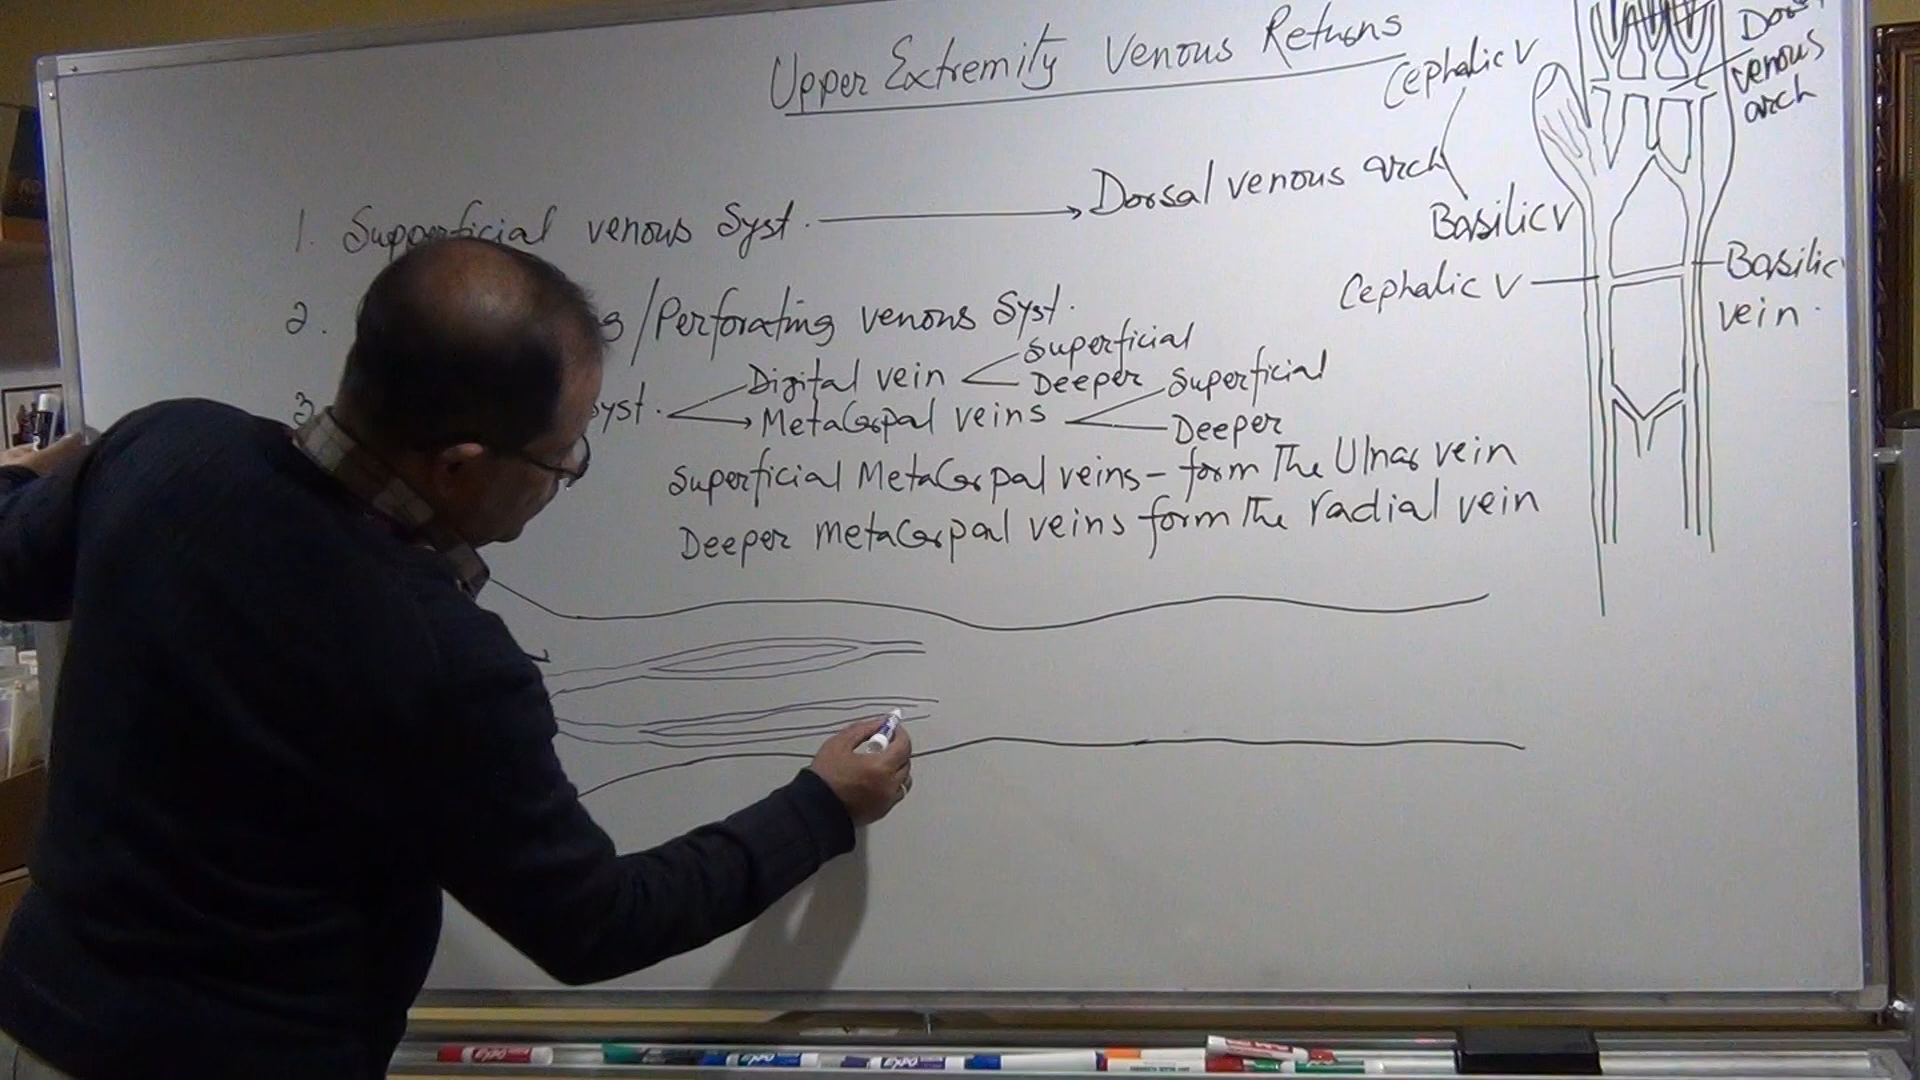 Upper Extremity Venous Returns
Cephalic V
venous
arch
1. Supperficial venous Syst.
Dorsal venous arch
Basilic V
Basilic
vein.
Cephalic V
2. /Perforating venous Syst.
Superficial
Digital vein
Deeper
Superficial
3
syst.
MetaCarpal veins
Deeper
Superficial MetaCarpal veins - form The Ulnar vein
Deeper metaCarpal veins form The radial vein